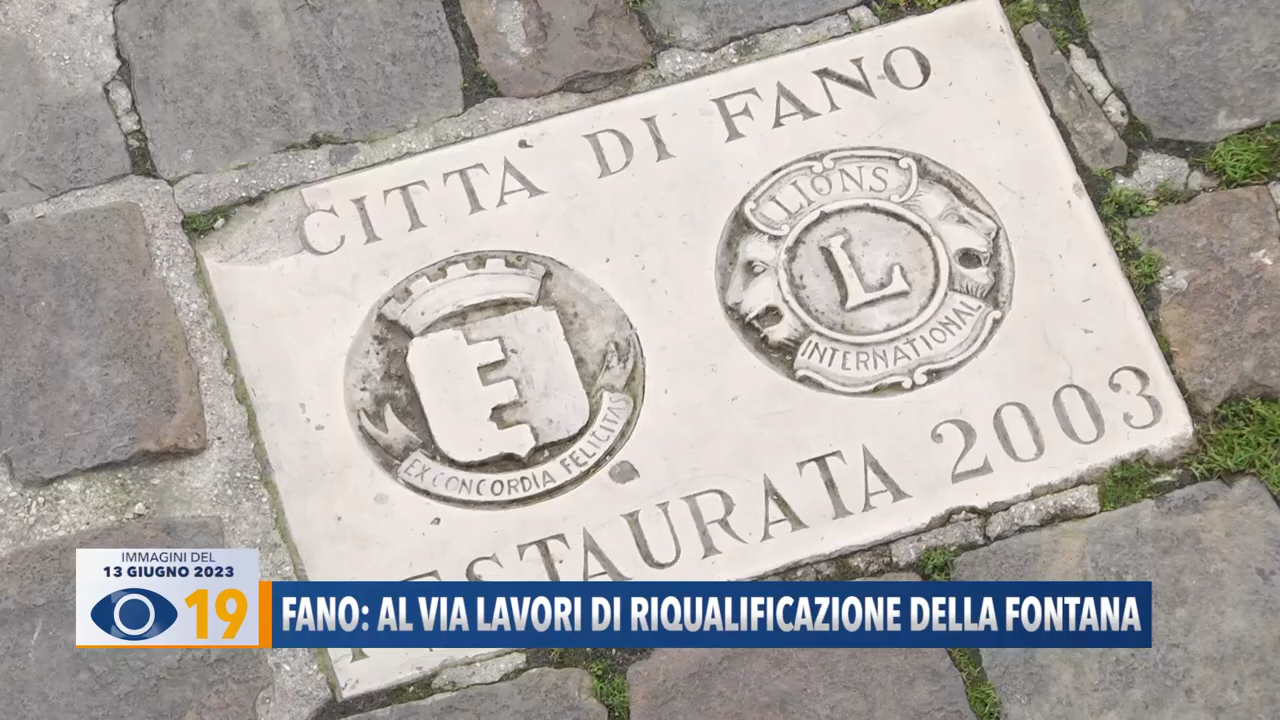 CITTÀ DI FANO
LIONS
L
INTERNATIONAL
EX CONCORDIA FELICITAS
RESTAURATA 2003
IMMAGINI DEL
13 GIUGNO 2023
19
FANO: AL VIA LAVORI DI RIQUALIFICAZIONE DELLA FONTANA